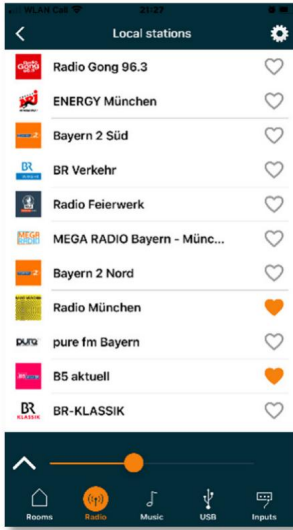 WLAN Call 21:27
Local stations
Radio Gong 96.3
ENERGY München
Bayern 2 Süd
BR Verkehr
Radio Feierwerk
MEGA RADIO Bayern - Münc...
Bayern 2 Nord
Radio München
pure fm Bayern
B5 aktuell
BR-KLASSIK
Rooms Radio Music USB Inputs